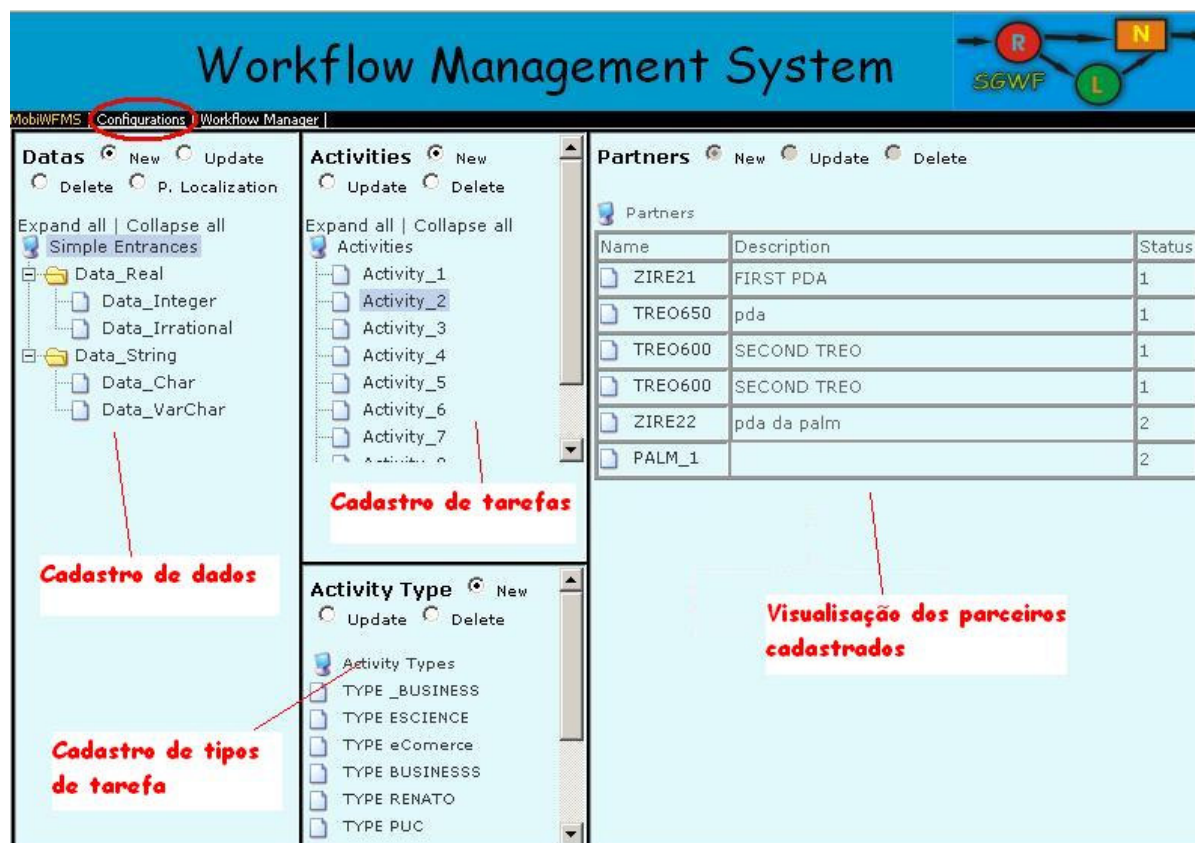 Workflow Management System
R
N
L
SGWF
MobiWFMS | Configurations | Workflow Manager |
Datas New Update
Delete P. Localization
Expand all | Collapse all
Simple Entrances
Data_Real
Data_Integer
Data_Irrational
Data_String
Data_Char
Data_VarChar
Cadastro de dados
Activities New
Update Delete
Expand all | Collapse all
Activities
Activity_1
Activity_2
Activity_3
Activity_4
Activity_5
Activity_6
Activity_7
Cadastro de tarefas
Activity Type New
Update Delete
Activity Types
TYPE _BUSINESS
TYPE ESCIENCE
TYPE eComerce
TYPE BUSINESSS
TYPE RENATO
TYPE PUC
Cadastro de tipos
de tarefa
Partners New Update Delete
Partners
Name Description Status
ZIRE21 FIRST PDA 1
TREO650 pda 1
TREO600 SECOND TREO 1
TREO600 SECOND TREO 1
ZIRE22 pda da palm 2
PALM_1 2
Visualisação dos parceiros
cadastrados